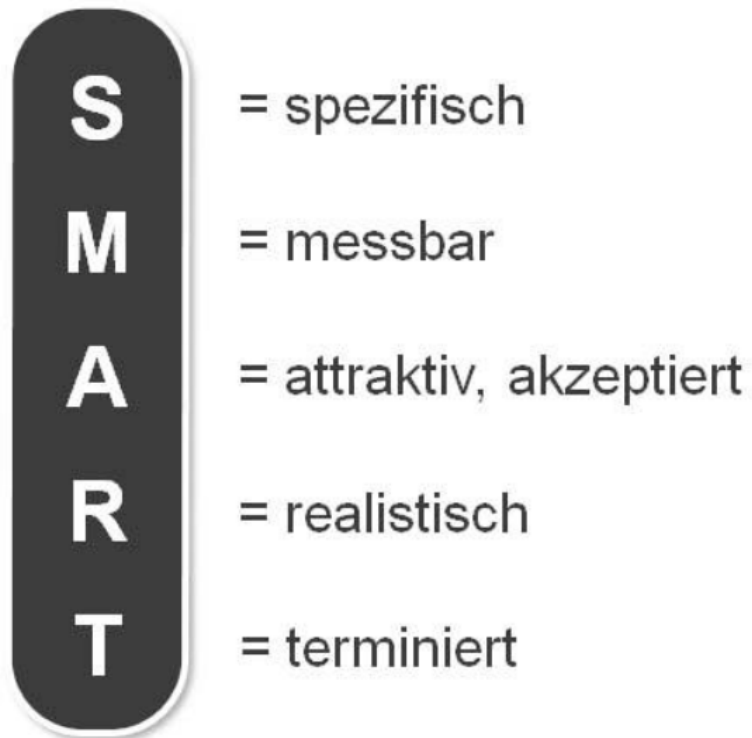 S = spezifisch
M = messbar
A = attraktiv, akzeptiert
R = realistisch
T = terminiert